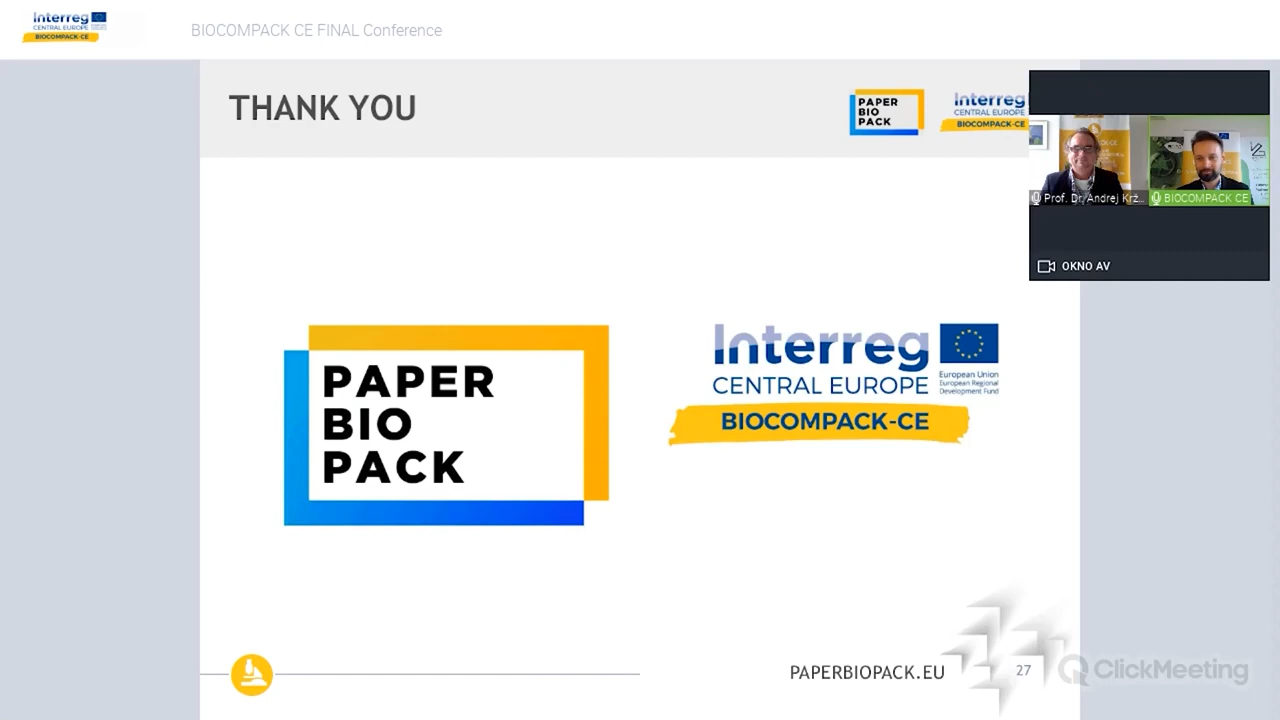 Interreg
CENTRAL EUROPE
BIOCOMPACK-CE
BIOCOMPACK CE FINAL Conference
THANK YOU
PAPER
BIO
PACK
Interreg
CENTRAL EUROPE
BIOCOMPACK-CE
Prof. Dr. Andrej Krž...
BIOCOMPACK CE
OKNO AV
PAPER
BIO
PACK
Interreg
CENTRAL EUROPE
European Union
European Regional
Development Fund
BIOCOMPACK-CE
PAPERBIOPACK.EU
27
ClickMeeting